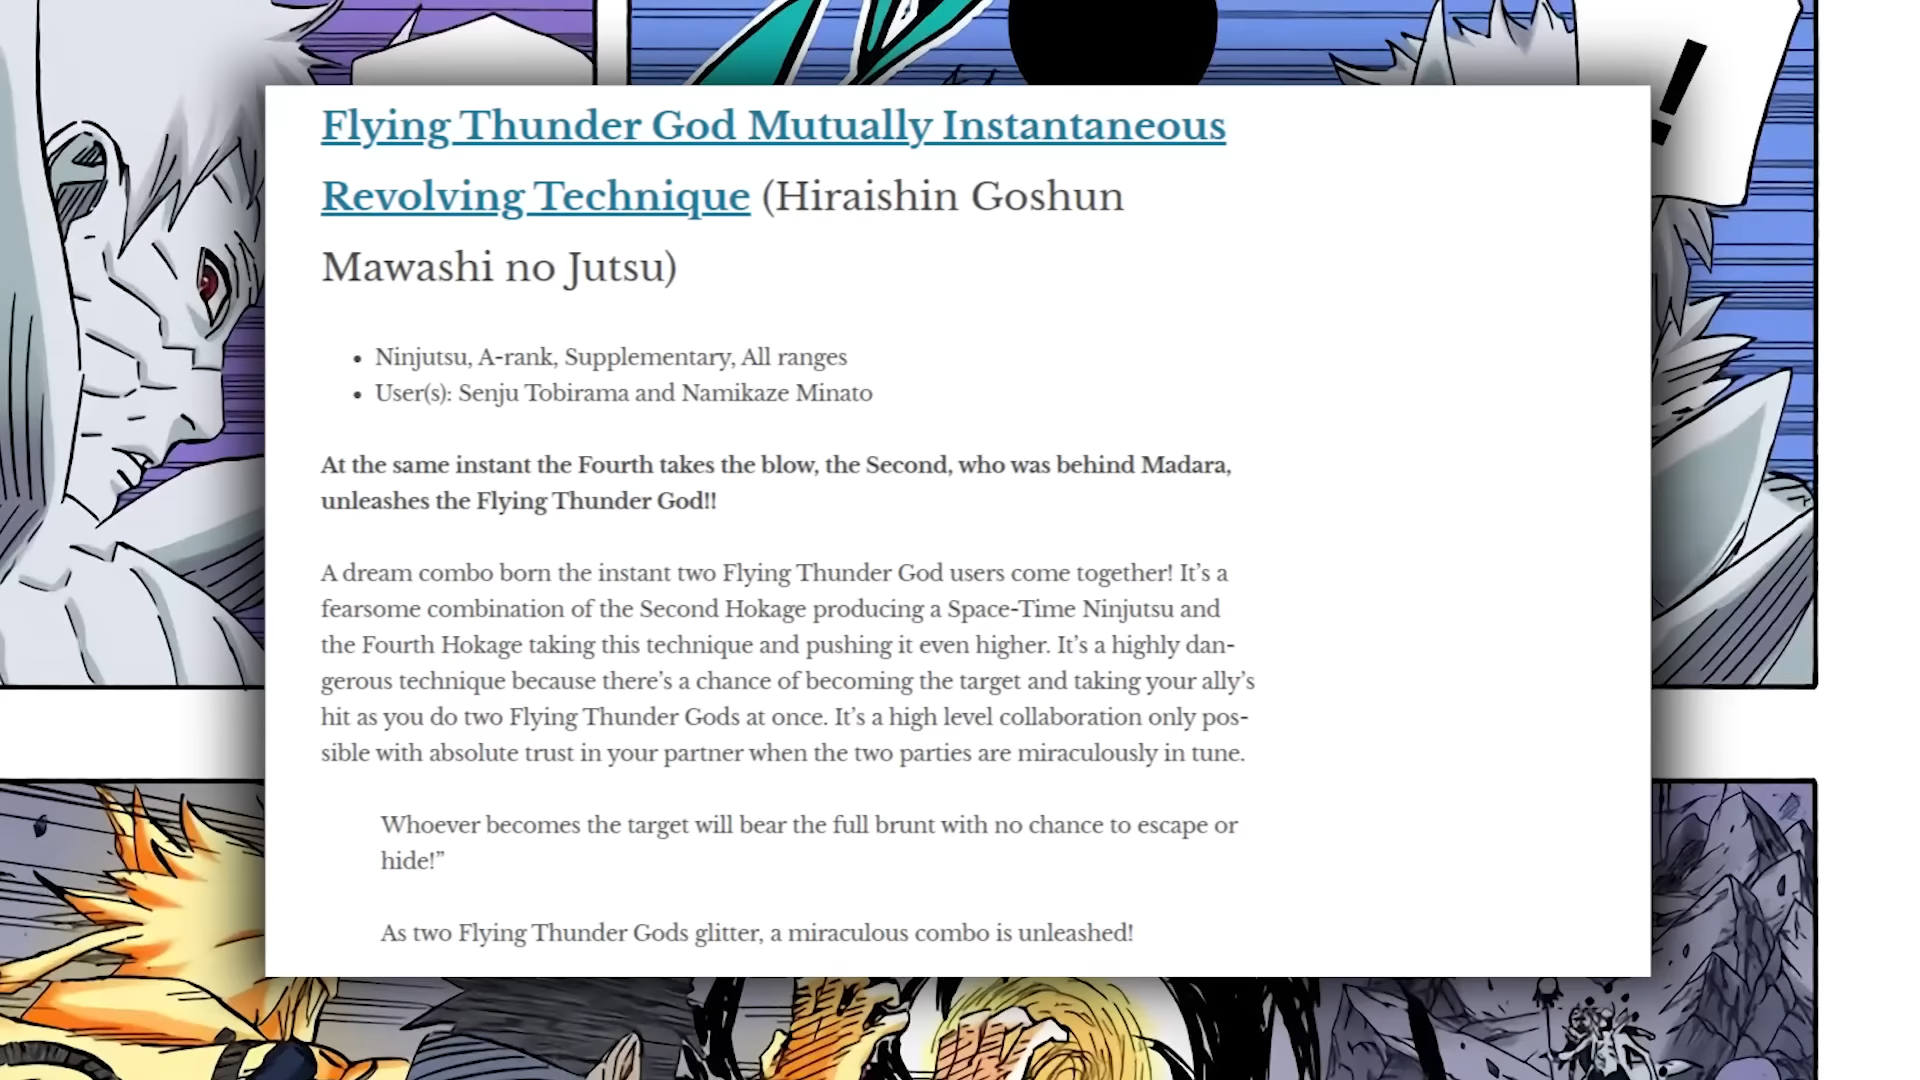 !
Flying Thunder God Mutually Instantaneous
Revolving Technique (Hiraishin Goshun
Mawashi no Jutsu)
• Ninjutsu, A-rank, Supplementary, All ranges
• User(s): Senju Tobirama and Namikaze Minato
At the same instant the Fourth takes the blow, the Second, who was behind Madara,
unleashes the Flying Thunder God!!
A dream combo born the instant two Flying Thunder God users come together! It’s a
fearsome combination of the Second Hokage producing a Space-Time Ninjutsu and
the Fourth Hokage taking this technique and pushing it even higher. It’s a highly dan-
gerous technique because there’s a chance of becoming the target and taking your ally’s
hit as you do two Flying Thunder Gods at once. It’s a high level collaboration only pos-
sible with absolute trust in your partner when the two parties are miraculously in tune.
Whoever becomes the target will bear the full brunt with no chance to escape or
hide!”
As two Flying Thunder Gods glitter, a miraculous combo is unleashed!